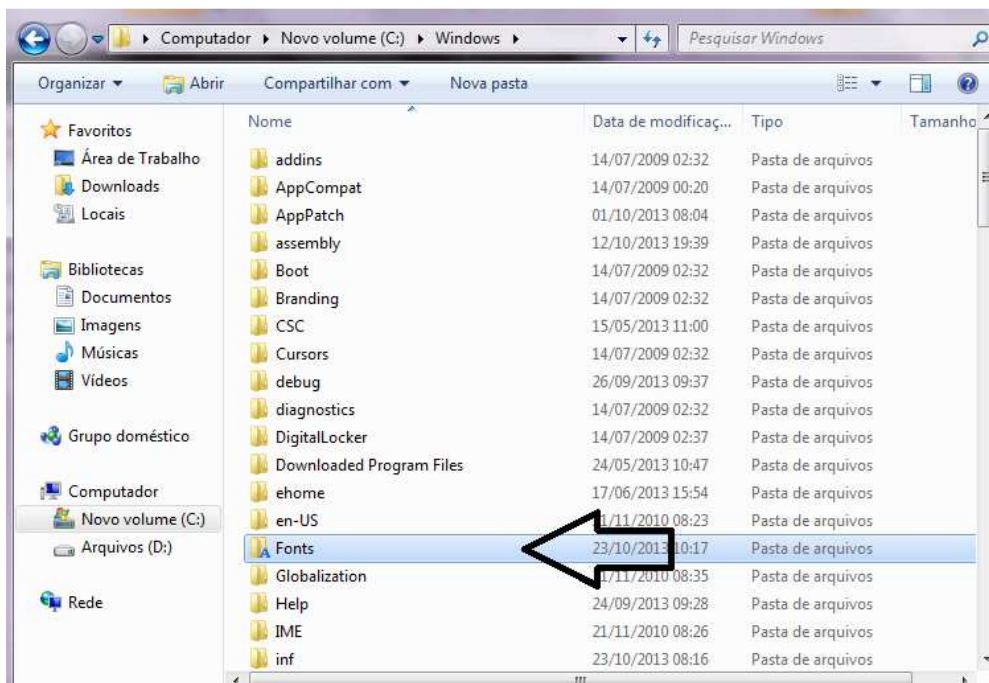 Computador Novo volume (C:) Windows Pesquisar Windows
Organizar Abrir Compartilhar com Nova pasta
Favoritos
Área de Trabalho
Downloads
Locais
Bibliotecas
Documentos
Imagens
Músicas
Vídeos
Grupo doméstico
Computador
Novo volume (C:)
Arquivos (D:)
Rede
Nome Data de modificaç... Tipo Tamanho
addins 14/07/2009 02:32 Pasta de arquivos
AppCompat 14/07/2009 00:20 Pasta de arquivos
AppPatch 01/10/2013 08:04 Pasta de arquivos
assembly 12/10/2013 19:39 Pasta de arquivos
Boot 14/07/2009 02:32 Pasta de arquivos
Branding 14/07/2009 02:32 Pasta de arquivos
CSC 15/05/2013 11:00 Pasta de arquivos
Cursors 14/07/2009 02:32 Pasta de arquivos
debug 26/09/2013 09:37 Pasta de arquivos
diagnostics 14/07/2009 02:32 Pasta de arquivos
DigitalLocker 14/07/2009 02:37 Pasta de arquivos
Downloaded Program Files 24/05/2013 10:47 Pasta de arquivos
ehome 17/06/2013 15:54 Pasta de arquivos
en-US 08:23 Pasta de arquivos
Fonts 23/10/2013 10:17 Pasta de arquivos
Globalization 08:35 Pasta de arquivos
Help 24/09/2013 09:28 Pasta de arquivos
IME 21/11/2010 08:26 Pasta de arquivos
inf 23/10/2013 08:16 Pasta de arquivos